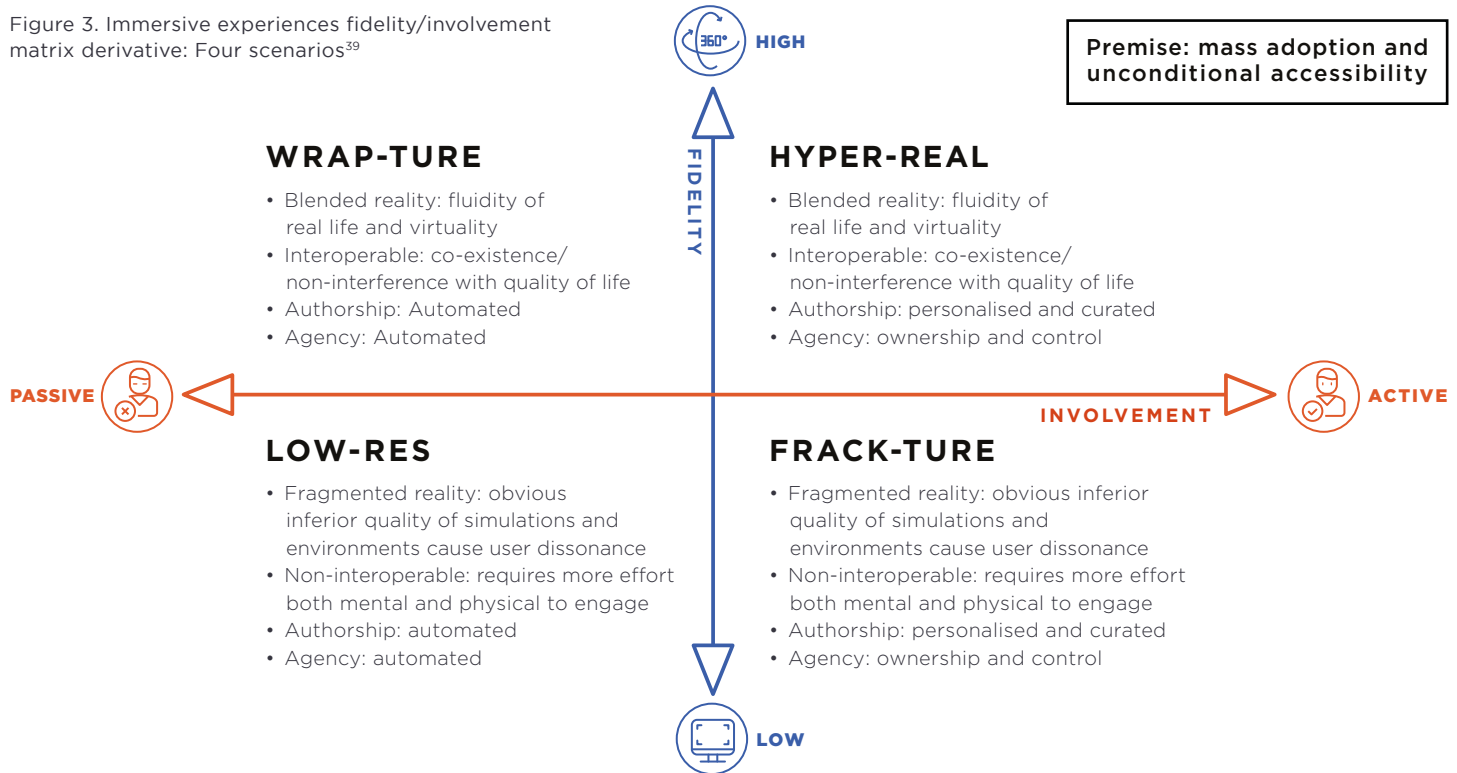 Figure 3. Immersive experiences fidelity/involvement
matrix derivative: Four scenarios³⁹
360°
HIGH
Premise: mass adoption and
unconditional accessibility
FIDELITY
WRAP-TURE
• Blended reality: fluidity of
real life and virtuality
• Interoperable: co-existence/
non-interference with quality of life
• Authorship: Automated
• Agency: Automated
HYPER-REAL
• Blended reality: fluidity of
real life and virtuality
• Interoperable: co-existence/
non-interference with quality of life
• Authorship: personalised and curated
• Agency: ownership and control
PASSIVE
INVOLVEMENT
ACTIVE
LOW-RES
• Fragmented reality: obvious
inferior quality of simulations and
environments cause user dissonance
• Non-interoperable: requires more effort
both mental and physical to engage
• Authorship: automated
• Agency: automated
FRACK-TURE
• Fragmented reality: obvious inferior
quality of simulations and
environments cause user dissonance
• Non-interoperable: requires more effort
both mental and physical to engage
• Authorship: personalised and curated
• Agency: ownership and control
LOW